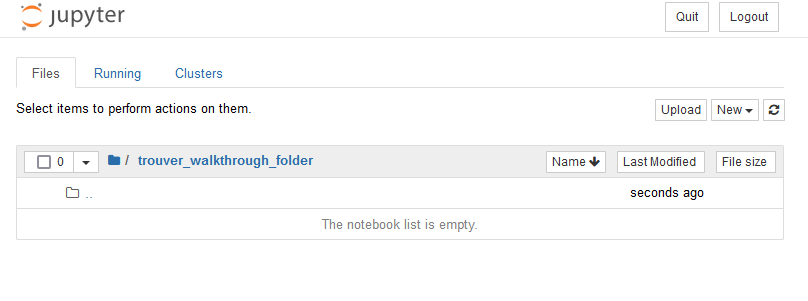 jupyter Quit Logout
Files Running Clusters
Select items to perform actions on them. Upload New
0 / trouver_walkthrough_folder Name Last Modified File size
.. seconds ago
The notebook list is empty.